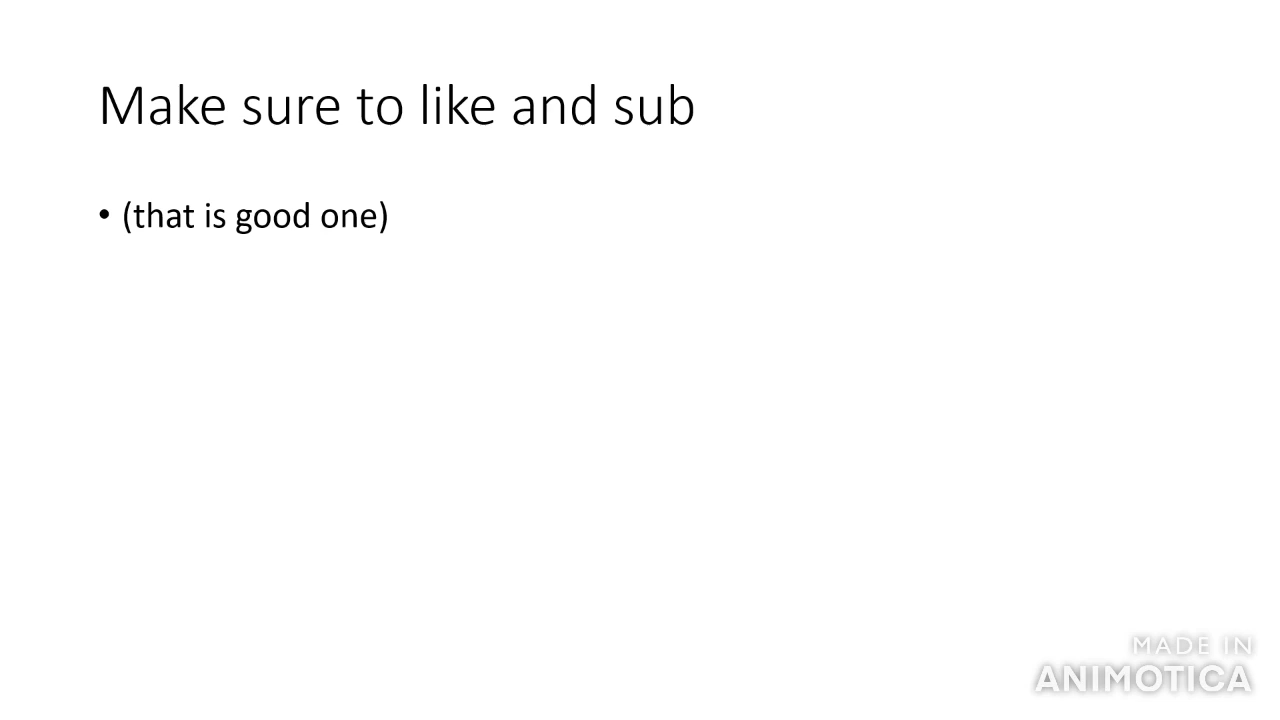 Make sure to like and sub
• (that is good one)
MADE IN
ANIMOTICA